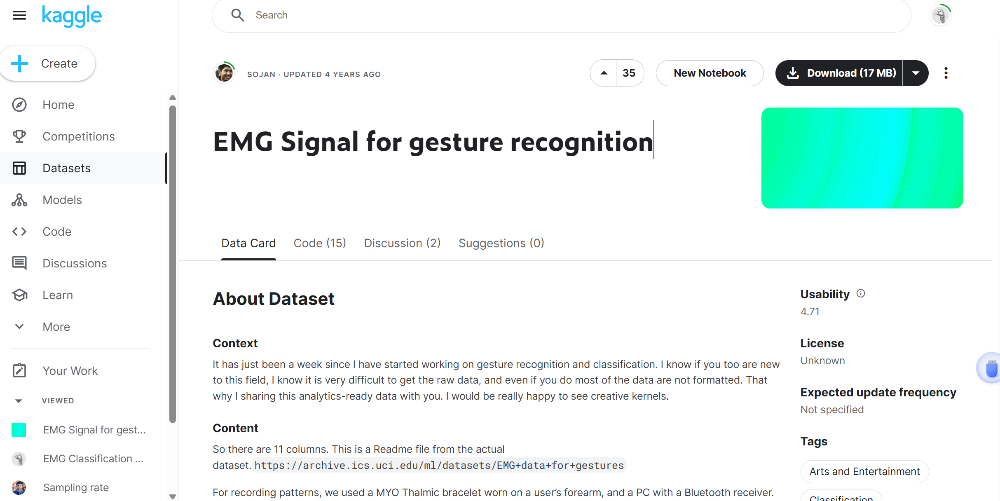 kaggle
Search
Create
Home
Competitions
Datasets
Models
Code
Discussions
Learn
More
Your Work
VIEWED
EMG Signal for gest...
EMG Classification ...
Sampling rate
SOJAN · UPDATED 4 YEARS AGO
35
New Notebook
Download (17 MB)
EMG Signal for gesture recognition
Data Card
Code (15)
Discussion (2)
Suggestions (0)
About Dataset
Context
It has just been a week since I have started working on gesture recognition and classification. I know if you too are new
to this field, I know it is very difficult to get the raw data, and even if you do most of the data are not formatted. That
why I sharing this analytics-ready data with you. I would be really happy to see creative kernels.
Content
So there are 11 columns. This is a Readme file from the actual
dataset. https://archive.ics.uci.edu/ml/datasets/EMG+data+for+gestures
For recording patterns, we used a MYO Thalmic bracelet worn on a user’s forearm, and a PC with a Bluetooth receiver.
Usability
4.71
License
Unknown
Expected update frequency
Not specified
Tags
Arts and Entertainment
Classification